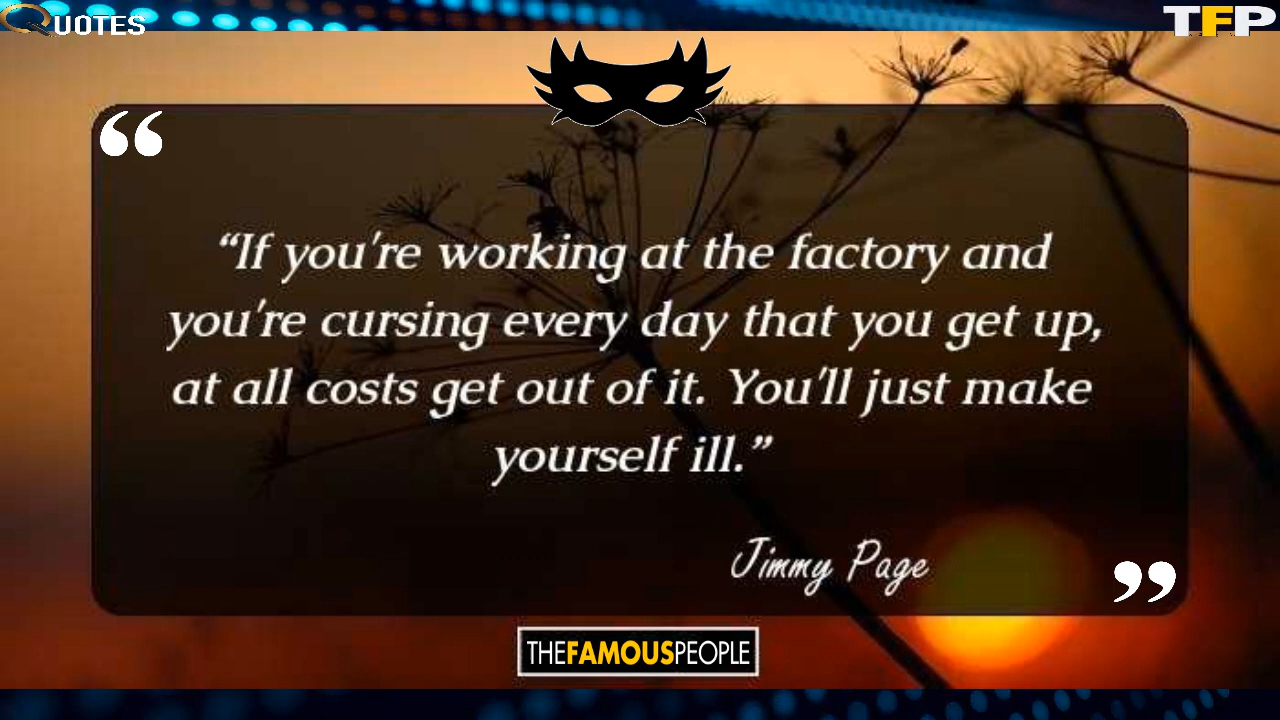 QUOTES
TFP
“
“If you're working at the factory and
you're cursing every day that you get up,
at all costs get out of it. You'll just make
yourself ill.”
Jimmy Page
”
THEFAMOUSPEOPLE